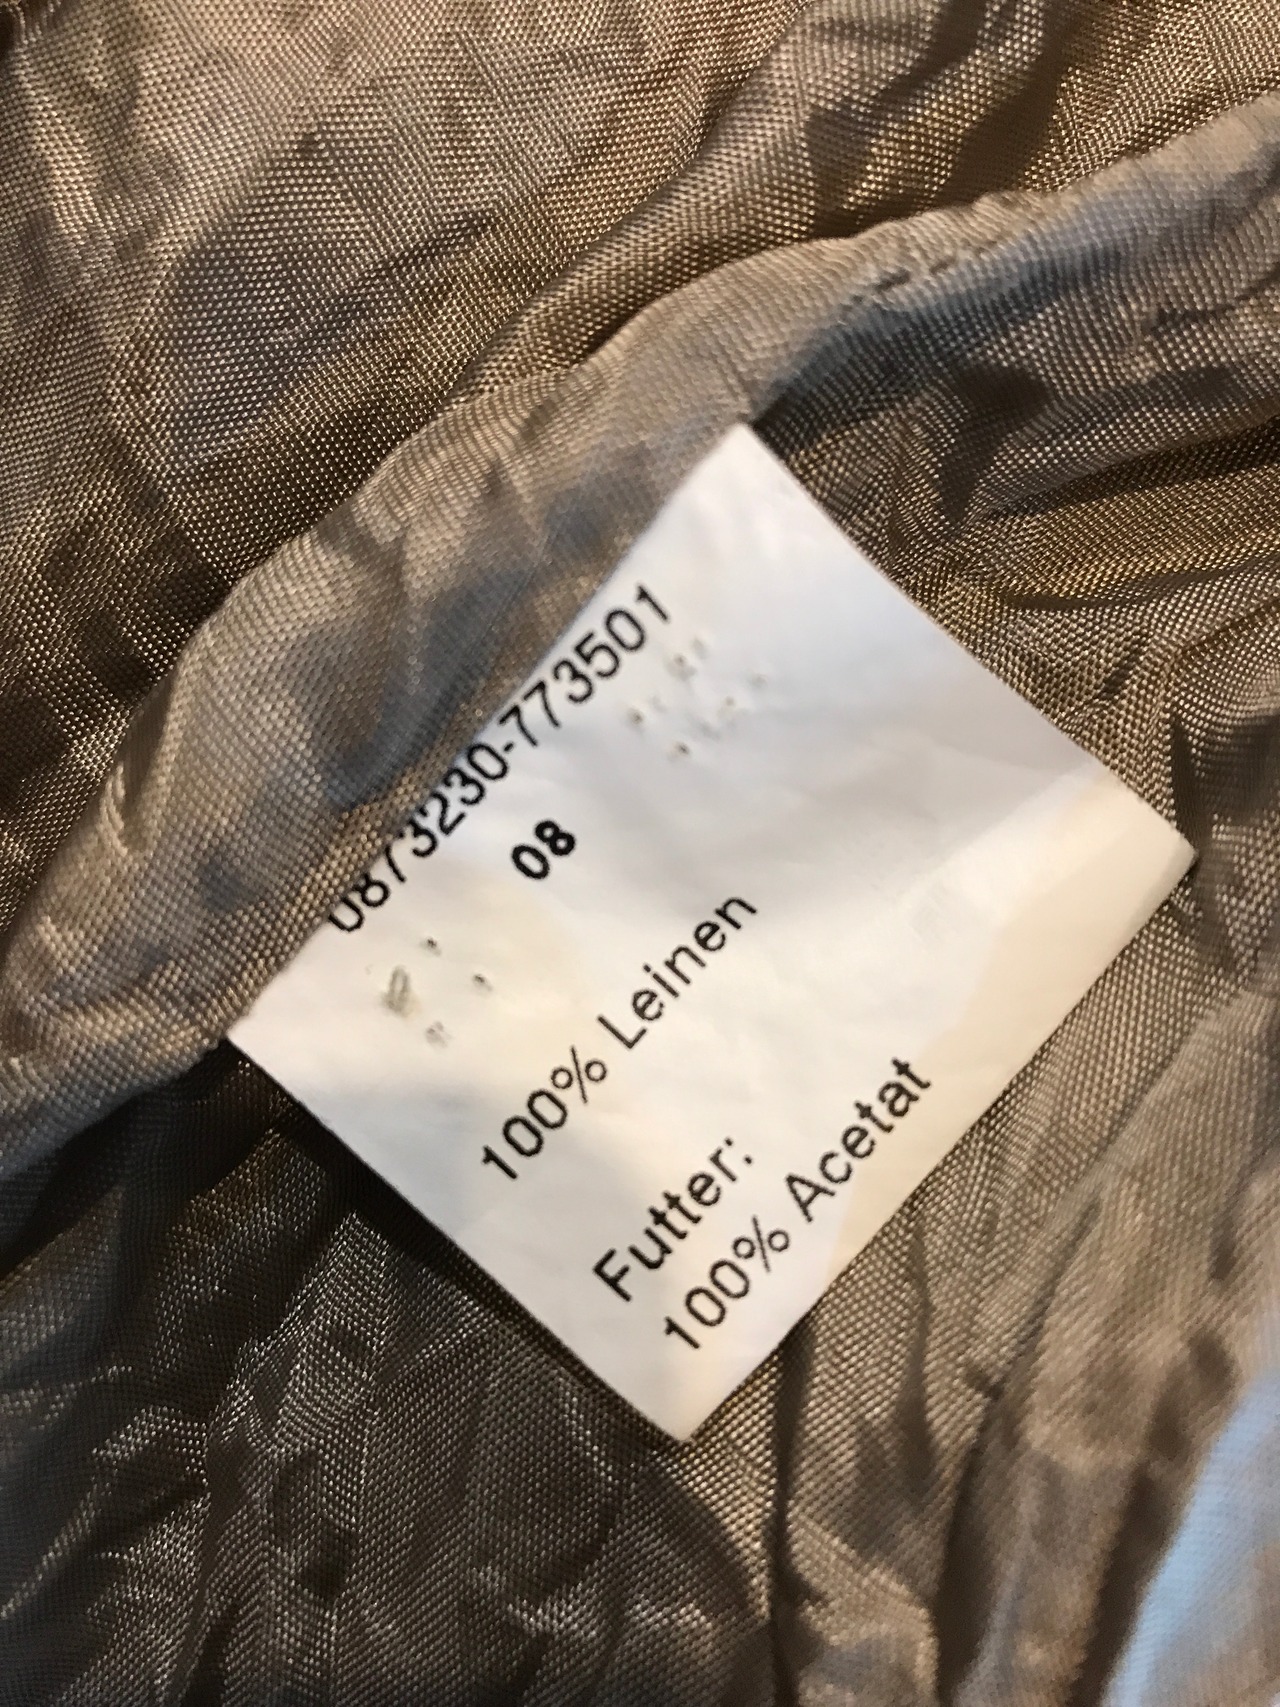 0873230-773501
08
100% Leinen
Futter:
100% Acetat